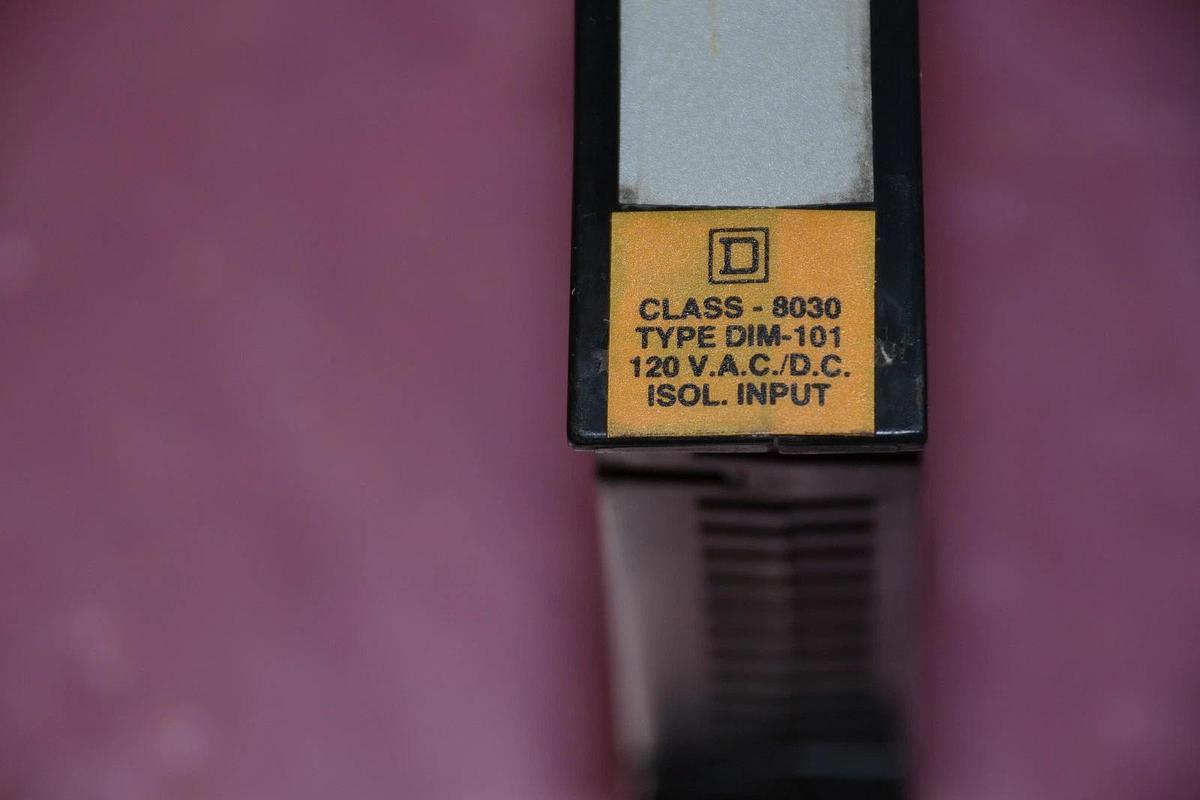 D
CLASS - 8030
TYPE DIM-101
120 V.A.C./D.C.
ISOL. INPUT